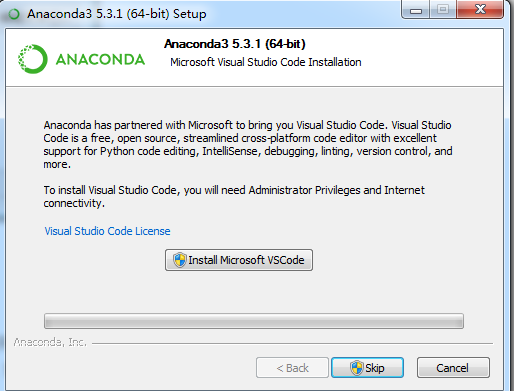 Anaconda3 5.3.1 (64-bit) Setup
Anaconda3 5.3.1 (64-bit)
Microsoft Visual Studio Code Installation
ANACONDA
Anaconda has partnered with Microsoft to bring you Visual Studio Code. Visual Studio
Code is a free, open source, streamlined cross-platform code editor with excellent
support for Python code editing, IntelliSense, debugging, linting, version control, and
more.
To install Visual Studio Code, you will need Administrator Privileges and Internet
connectivity.
Visual Studio Code License
Install Microsoft VSCode
Anaconda, Inc.
< Back
Skip
Cancel